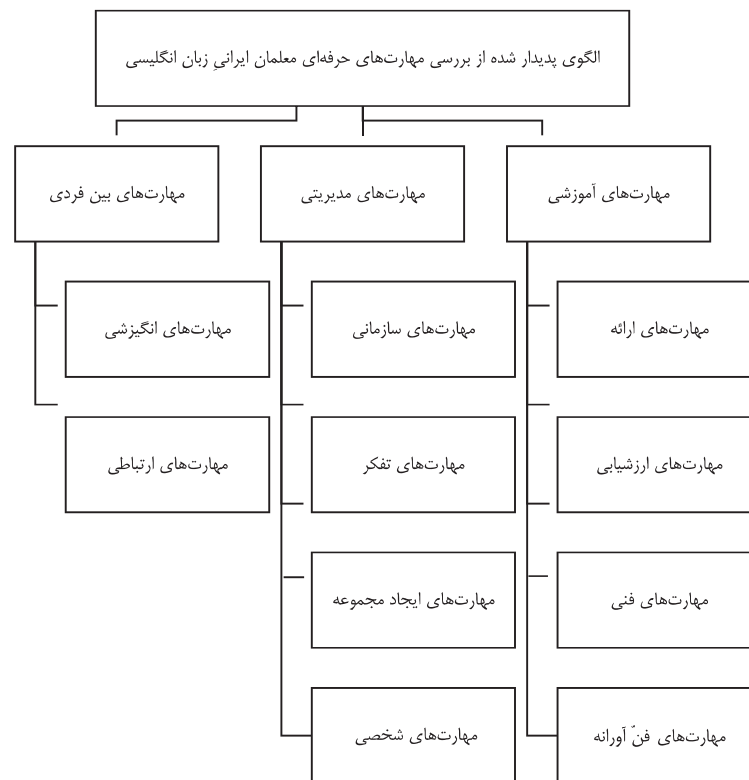 الگوی پدیدار شده از بررسی مهارت‌های حرفه‌ای معلمان ایرانیِ زبان انگلیسی
مهارت‌های آموزشی
مهارت‌های ارائه
مهارت‌های ارزشیابی
مهارت‌های فنی
مهارت‌های فنّ آورانه
مهارت‌های مدیریتی
مهارت‌های سازمانی
مهارت‌های تفکر
مهارت‌های ایجاد مجموعه
مهارت‌های شخصی
مهارت‌های بین فردی
مهارت‌های انگیزشی
مهارت‌های ارتباطی